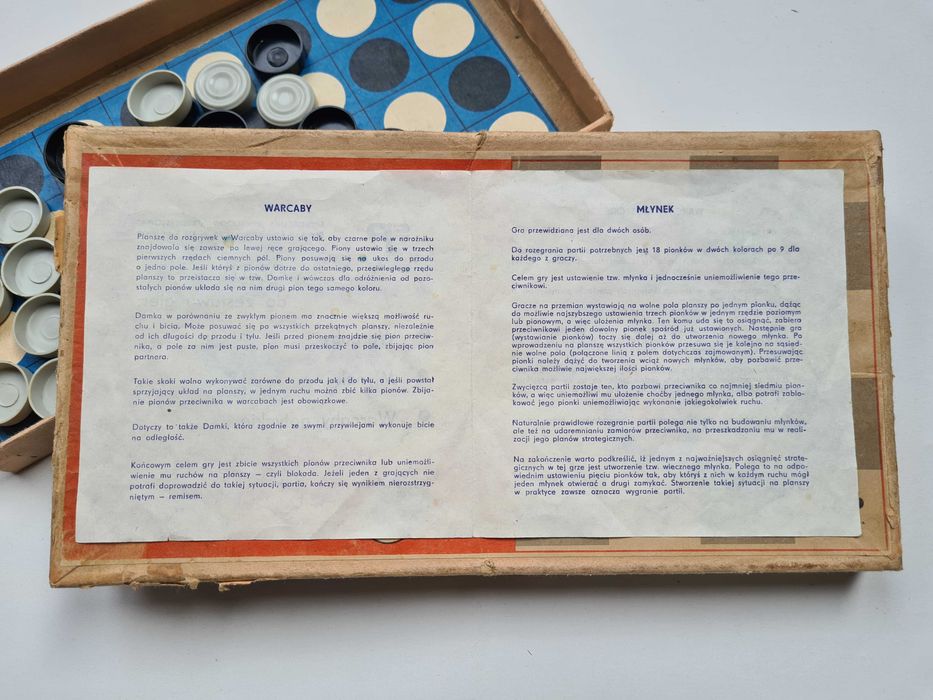 WARCABY
Planszę do rozgrywek w Warcaby ustawia się tak, aby czarne pole w narożniku
znajdowało się zawsze po lewej ręce grającego. Piony ustawia się w trzech
pierwszych rzędach ciemnych pól. Piony posuwają się na ukos do przodu
o jedno pole. Jeśli któryś z pionów dotrze do ostatniego, przeciwległego rzędu
planszy to przeistacza się w tzw. Damkę i wówczas dla odróżnienia od pozo-
stałych pionów układa się na nim drugi pion tego samego koloru.
Damka w porównaniu ze zwykłym pionem ma znacznie większą możliwość ru-
chu i bicia. Może posuwać się po wszystkich przekątnych planszy, niezależnie
od ich długości do przodu i tyłu. Jeśli przed pionem znajdzie się pion przeciw-
nika, a pole za nim jest puste, pion musi przeskoczyć to pole, zbijając pion
partnera.
Takie skoki wolno wykonywać zarówno do przodu jak i do tyłu, a jeśli powstał
sprzyjający układ na planszy, w jednym ruchu można zbić kilka pionów. Zbija-
nie pionów przeciwnika w warcabach jest obowiązkowe.
Dotyczy to także Damki, która zgodnie ze swymi przywilejami wykonuje bicie
na odległość.
Końcowym celem gry jest zbicie wszystkich pionów przeciwnika lub uniemożli-
wienie mu ruchów na planszy – czyli blokada. Jeżeli jeden z grających nie
potrafi doprowadzić do takiej sytuacji, partia, kończy się wynikiem nierozstrzyg-
niętym – remisem.
MŁYNEK
Gra przewidziana jest dla dwóch osób.
Do rozegrania partii potrzebnych jest 18 pionków w dwóch kolorach po 9 dla
każdego z graczy.
Celem gry jest ustawienie tzw. młynka i jednocześnie uniemożliwienie tego prze-
ciwnikowi.
Gracze na przemian wystawiają na wolne pola planszy po jednym pionku, dążąc
do możliwie najszybszego ustawienia trzech pionków w jednym rzędzie poziomym
lub pionowym, a więc ułożenia młynka. Ten komu uda się to osiągnąć, zabiera
przeciwnikowi jeden dowolny pionek spośród już ustawionych. Następnie gra
(wystawianie pionków) toczy się dalej aż do utworzenia nowego młynka. Po
wprowadzeniu na planszę wszystkich pionków przesuwa się je kolejno na sąsied-
nie wolne pola (połączone linią z polem dotychczas zajmowanym). Przesuwając
pionki należy dążyć do tworzenia wciąż nowych młynków, aby pozbawić prze-
ciwnika możliwie największej ilości pionków.
Zwycięzcą partii zostaje ten, kto pozbawi przeciwnika co najmniej siedmiu pion-
ków, a więc uniemożliwi mu ułożenie choćby jednego młynka, albo potrafi zablo-
kować jego pionki uniemożliwiając wykonanie jakiegokolwiek ruchu.
Naturalnie prawidłowe rozegranie partii polega nie tylko na budowaniu młynków,
ale też na udaremnianiu zamiarów przeciwnika, na przeszkadzaniu mu w reali-
zacji jego planów strategicznych.
Na zakończenie warto podkreślić, iż jednym z najważniejszych osiągnięć strate-
gicznych w tej grze jest utworzenie tzw. wiecznego młynka. Polega to na odpo-
wiednim ustawieniu pięciu pionków tak, aby któryś z nich w każdym ruchu mógł
jeden młynek otwierać a drugi zamykać. Stworzenie takiej sytuacji na planszy
w praktyce zawsze oznacza wygranie partii.